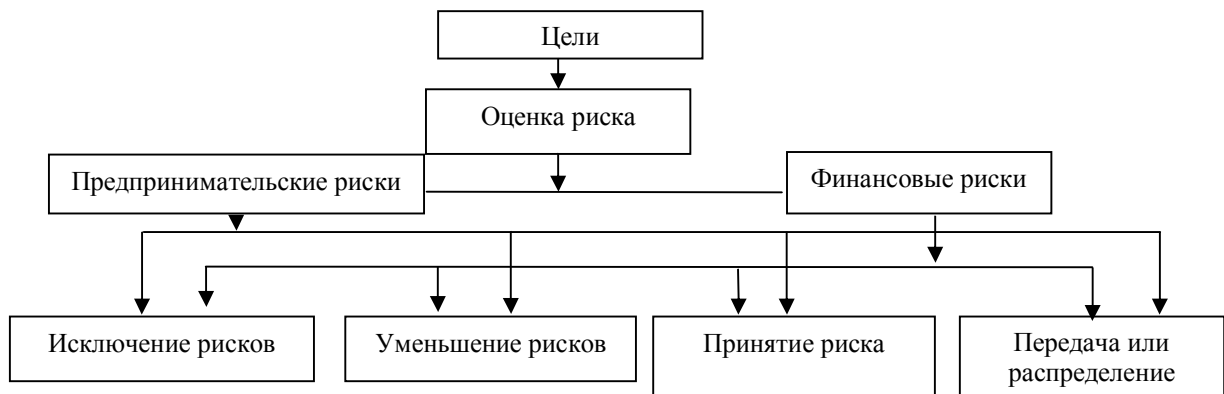 Цели
Оценка риска
Предпринимательские риски
Финансовые риски
Исключение рисков
Уменьшение рисков
Принятие риска
Передача или
распределение